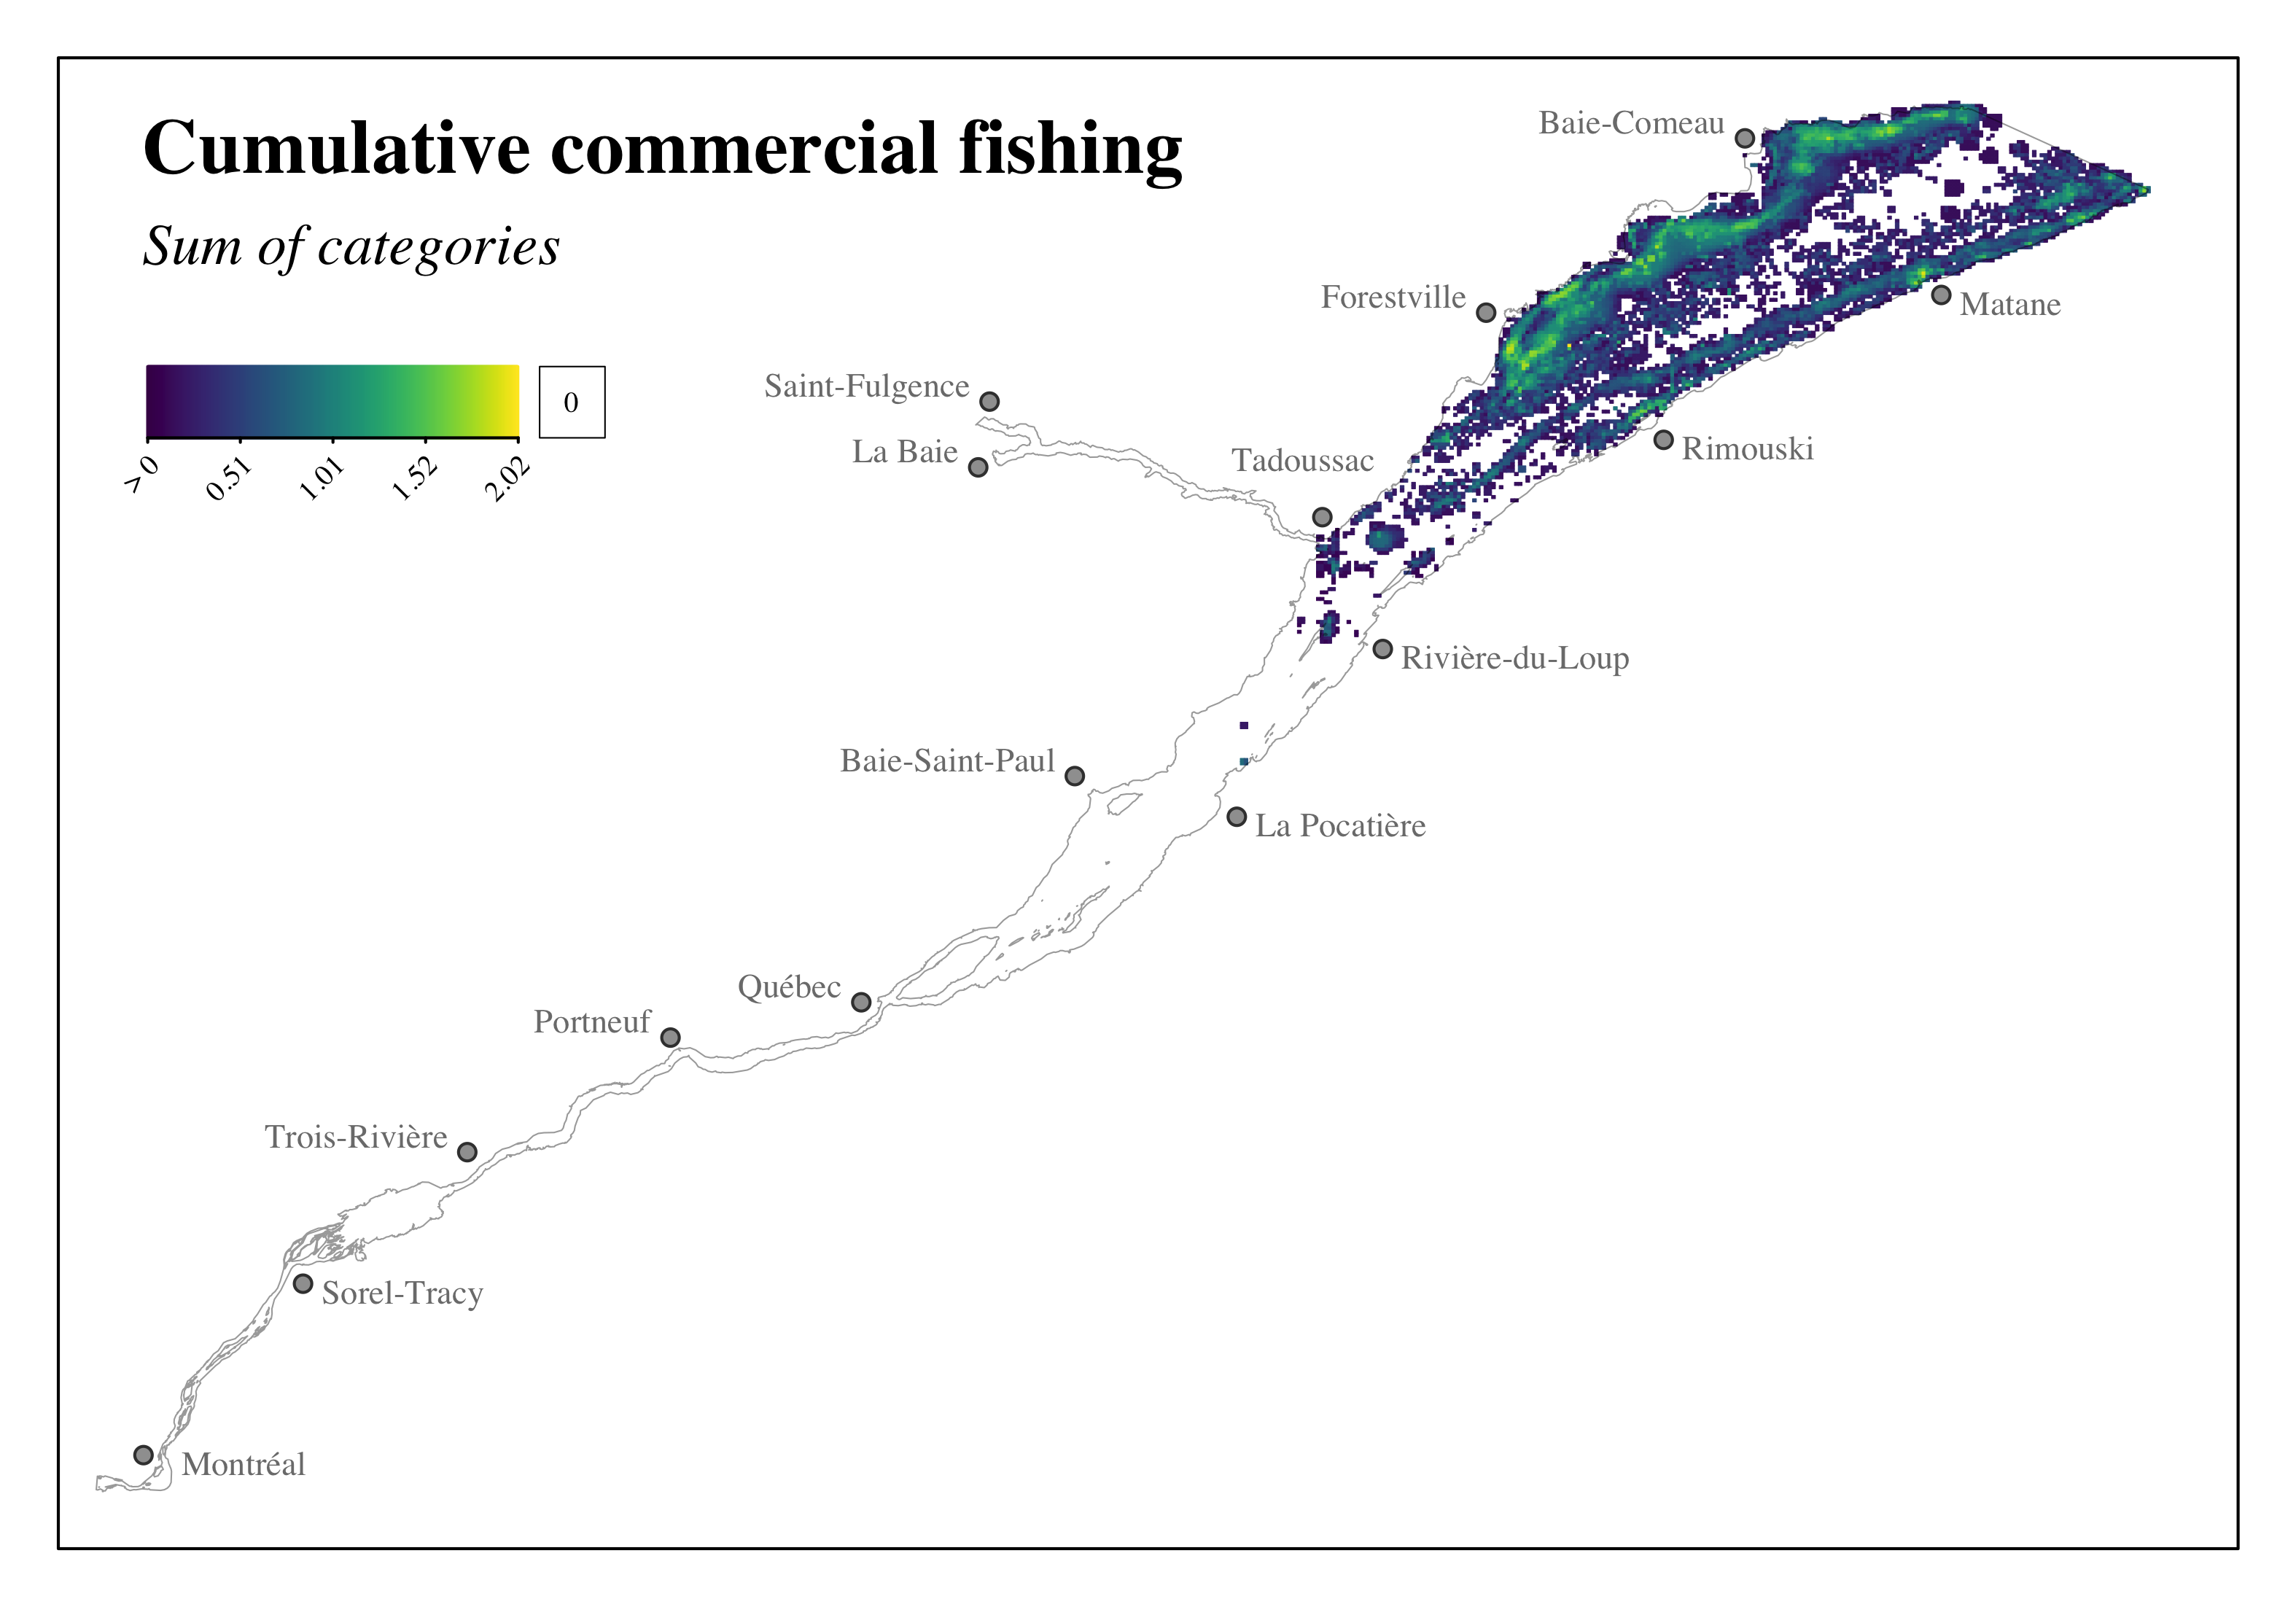 Cumulative commercial fishing
Sum of categories
> 0
0.51
1.01
1.52
2.02
0
Baie-Comeau
Forestville
Matane
Saint-Fulgence
La Baie
Tadoussac
Rimouski
Rivière-du-Loup
Baie-Saint-Paul
La Pocatière
Québec
Portneuf
Trois-Rivière
Sorel-Tracy
Montréal